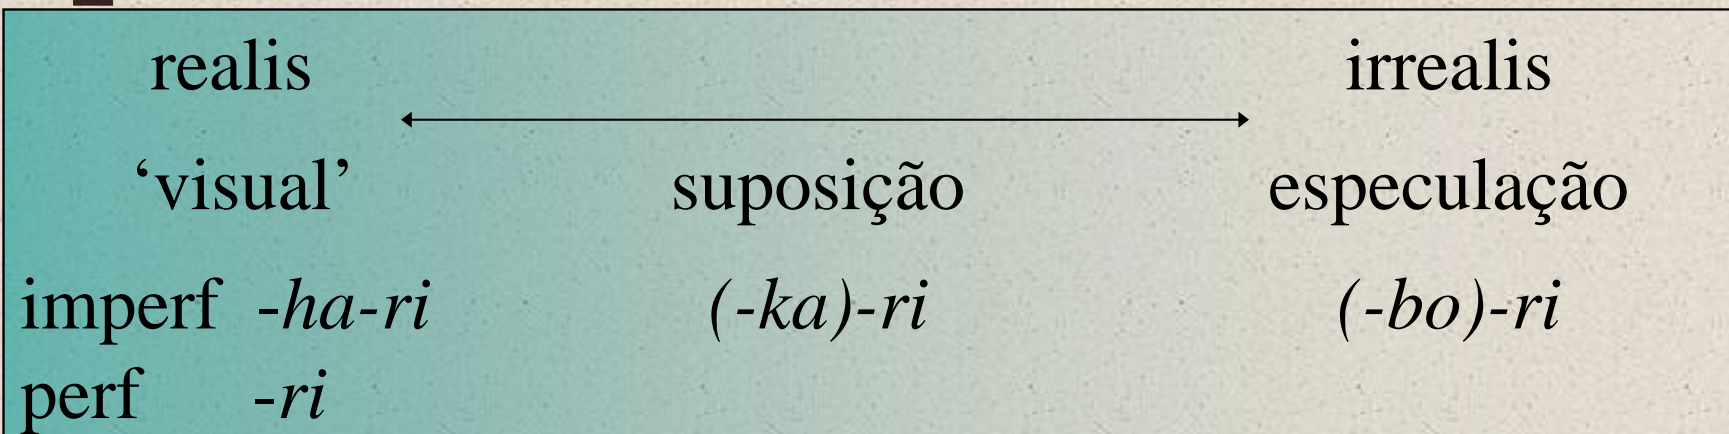 realis irrealis
‘visual’ suposição especulação
imperf -ha-ri (-ka)-ri (-bo)-ri
perf -ri